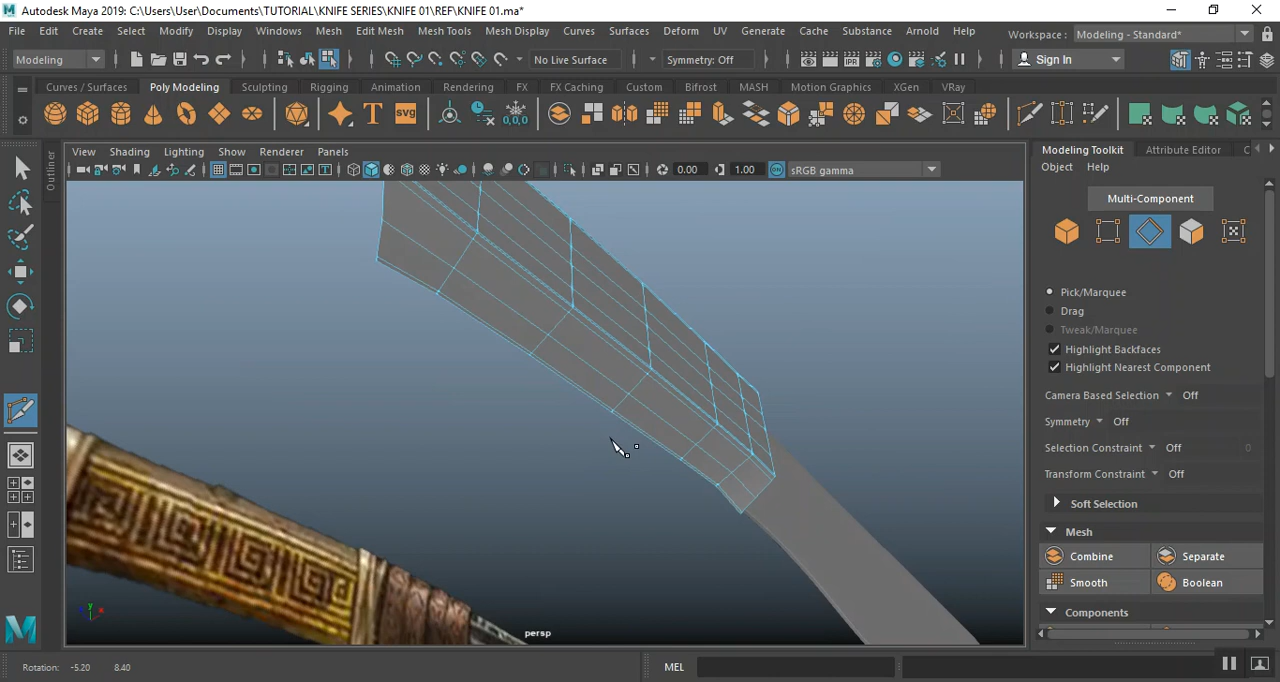 Autodesk Maya 2019: C:\Users\User\Documents\TUTORIAL\KNIFE SERIES\KNIFE 01\REF\KNIFE 01.ma*
File Edit Create Select Modify Display Windows Mesh Edit Mesh Mesh Tools Mesh Display Curves Surfaces Deform UV Generate Cache Substance Arnold Help Workspace : Modeling - Standard*
Modeling No Live Surface Symmetry: Off Sign In
Curves / Surfaces Poly Modeling Sculpting Rigging Animation Rendering FX FX Caching Custom Bifrost MASH Motion Graphics XGen VRay
T SVG 0,0,0
View Shading Lighting Show Renderer Panels
0.00 1.00 ON sRGB gamma
Outliner
Modeling Toolkit Attribute Editor C
Object Help
Multi-Component
Pick/Marquee
Drag
Tweak/Marquee
Highlight Backfaces
Highlight Nearest Component
Camera Based Selection Off
Symmetry Off
Selection Constraint Off 0
Transform Constraint Off
Soft Selection
Mesh
Combine Separate
Smooth Boolean
Components
y
x
persp
Rotation: -5.20 8.40 MEL